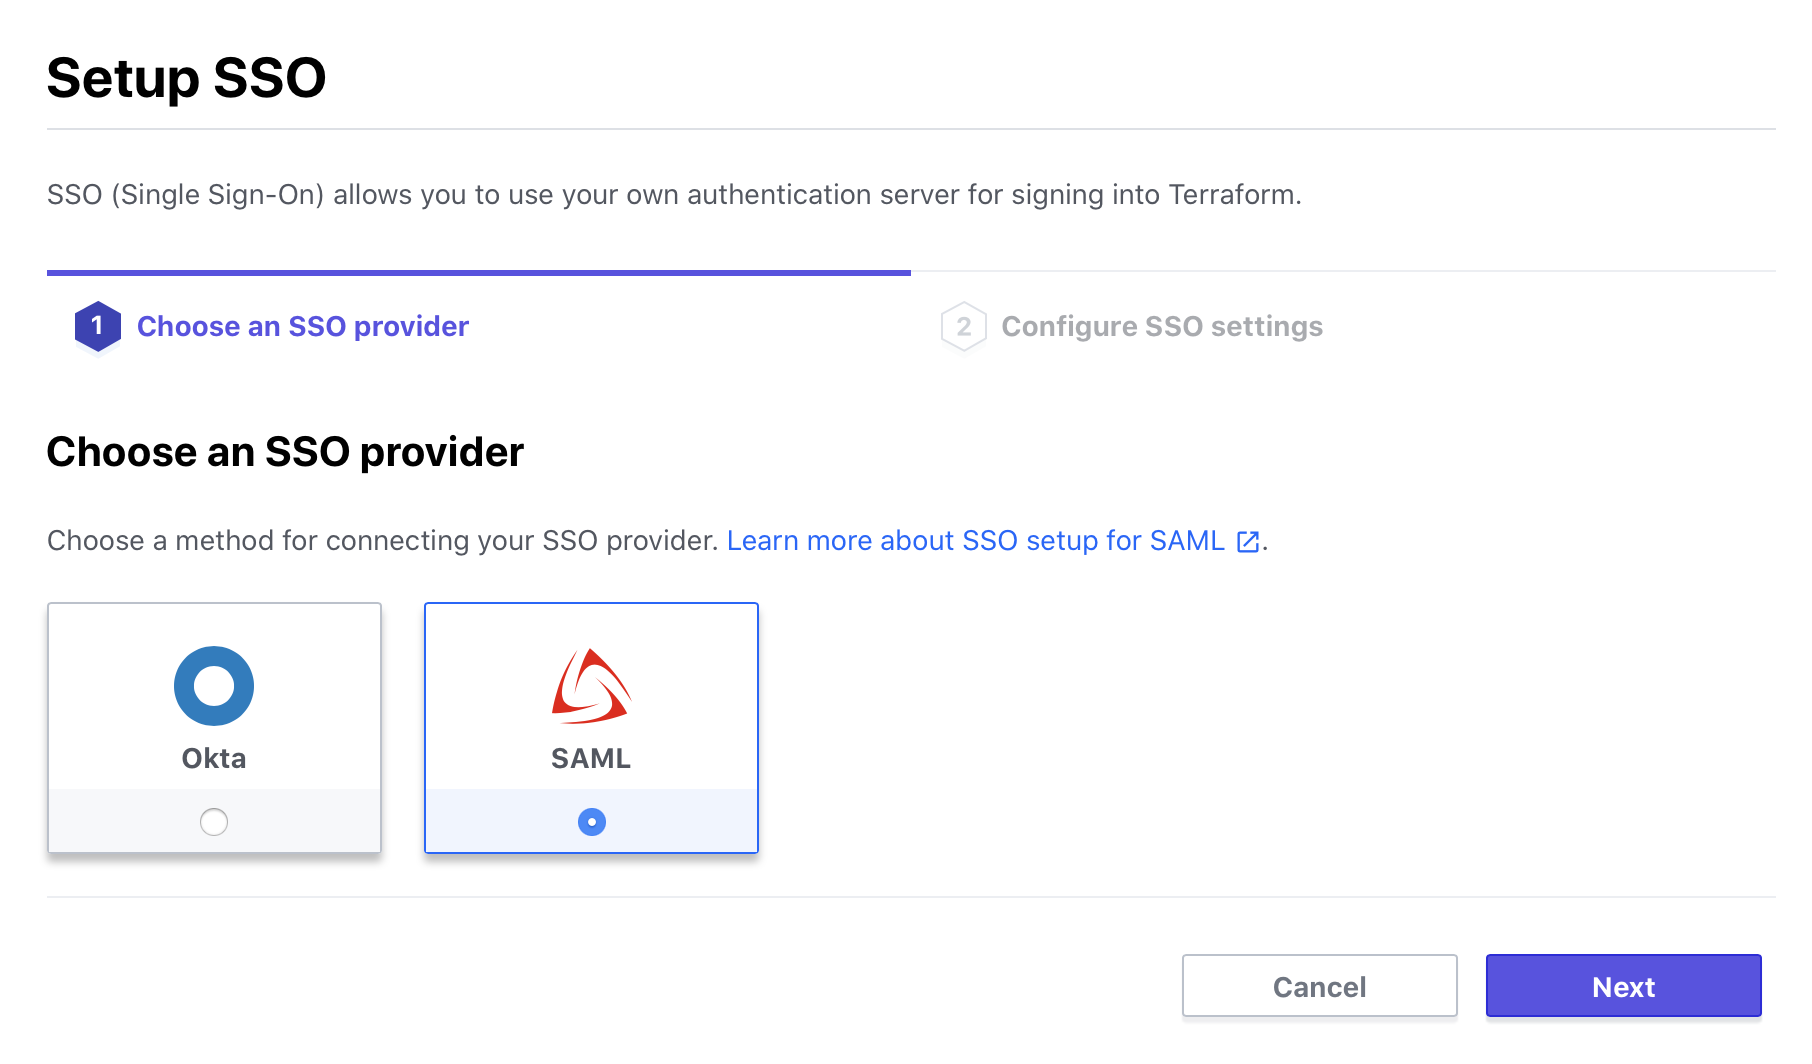 Setup SSO
SSO (Single Sign-On) allows you to use your own authentication server for signing into Terraform.
1 Choose an SSO provider
2 Configure SSO settings
Choose an SSO provider
Choose a method for connecting your SSO provider. Learn more about SSO setup for SAML.
Okta
SAML
Cancel
Next